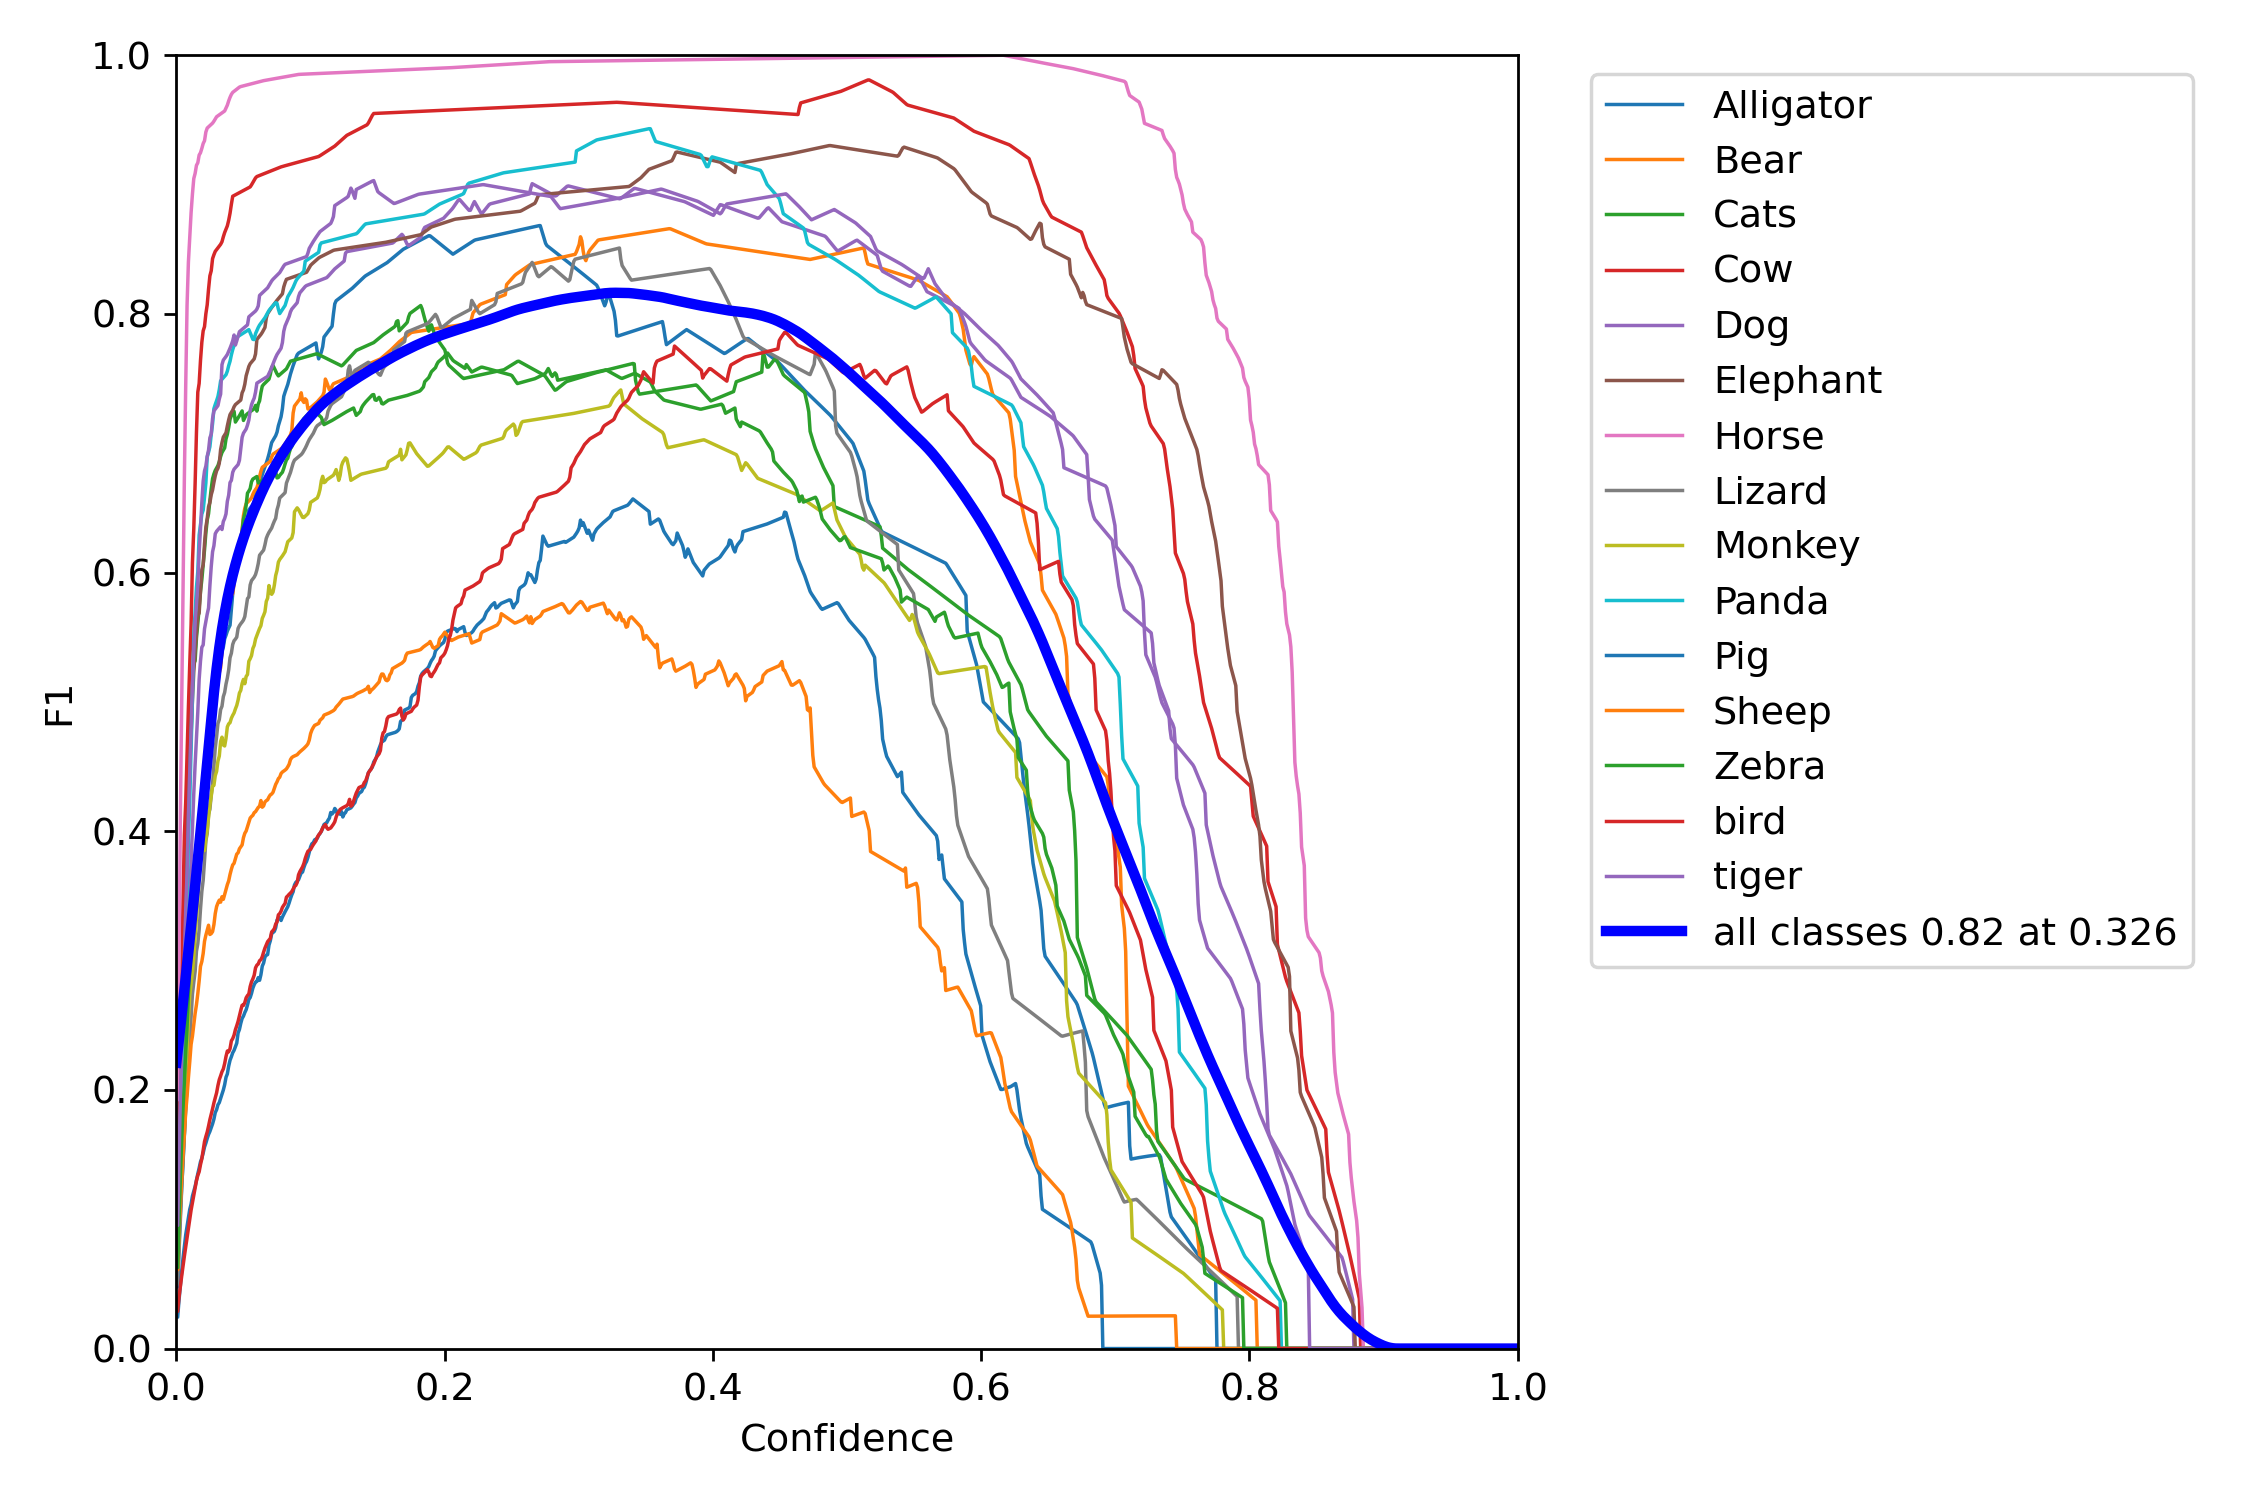 1.0
0.8
0.6
0.4
0.2
0.0
F1
0.0 0.2 0.4 0.6 0.8 1.0
Confidence
Alligator
Bear
Cats
Cow
Dog
Elephant
Horse
Lizard
Monkey
Panda
Pig
Sheep
Zebra
bird
tiger
all classes 0.82 at 0.326